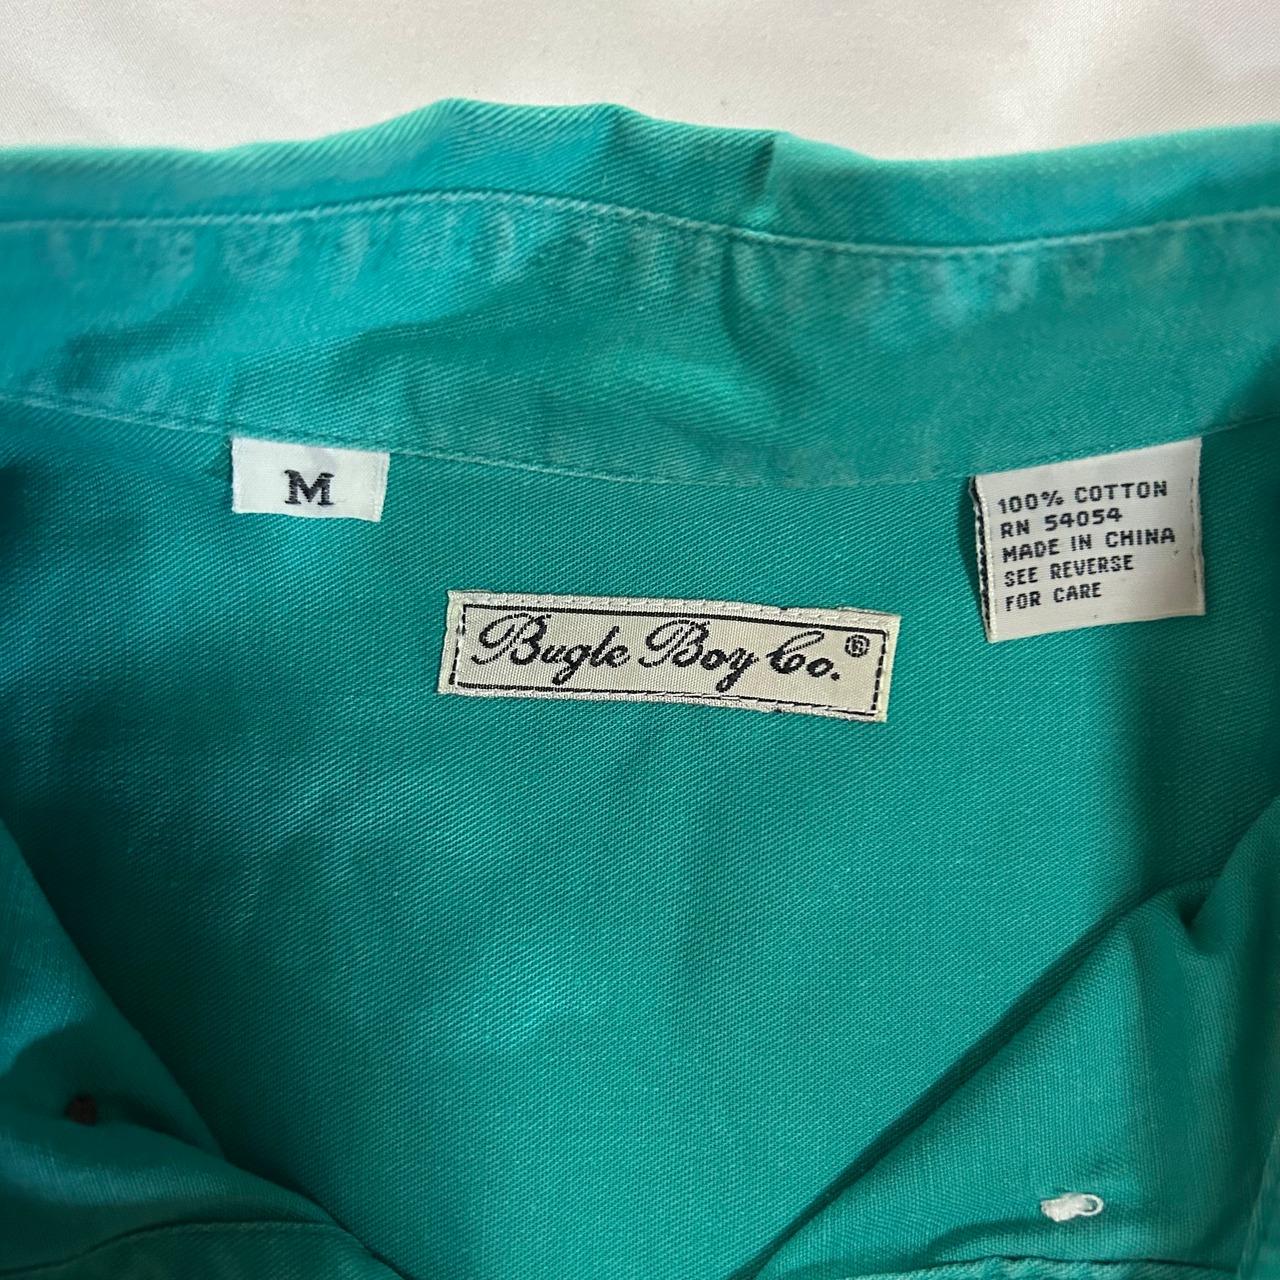 M
100% COTTON
RN 54054
MADE IN CHINA
SEE REVERSE
FOR CARE
Bugle Boy Co.®